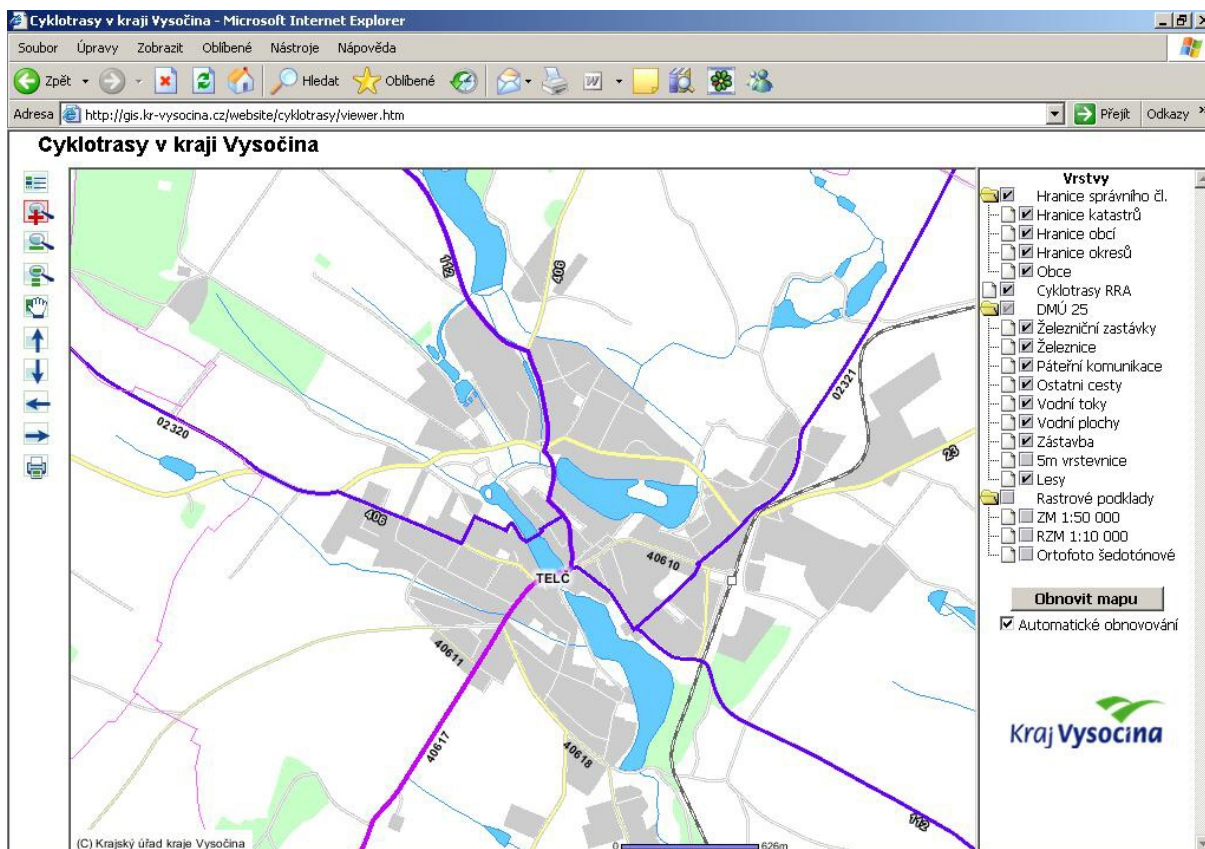 Cyklotrasy v kraji Vysočina - Microsoft Internet Explorer
Soubor Úpravy Zobrazit Oblíbené Nástroje Nápověda
Zpět Hledat Oblíbené
Adresa http://gis.kr-vysocina.cz/website/cyklotrasy/viewer.htm Přejít Odkazy »
Cyklotrasy v kraji Vysočina
112
406
02321
02320
23
406
40610
TELČ
40611
40617
40618
112
(C) Krajský úřad kraje Vysočina
0 626m
Vrstvy
Hranice správního čl.
Hranice katastrů
Hranice obcí
Hranice okresů
Obce
Cyklotrasy RRA
DMÚ 25
Železniční zastávky
Železnice
Páteřní komunikace
Ostatni cesty
Vodní toky
Vodní plochy
Zástavba
5m vrstevnice
Lesy
Rastrové podklady
ZM 1:50 000
RZM 1:10 000
Ortofoto šedotónové
Obnovit mapu
Automatické obnovování
Kraj Vysočina